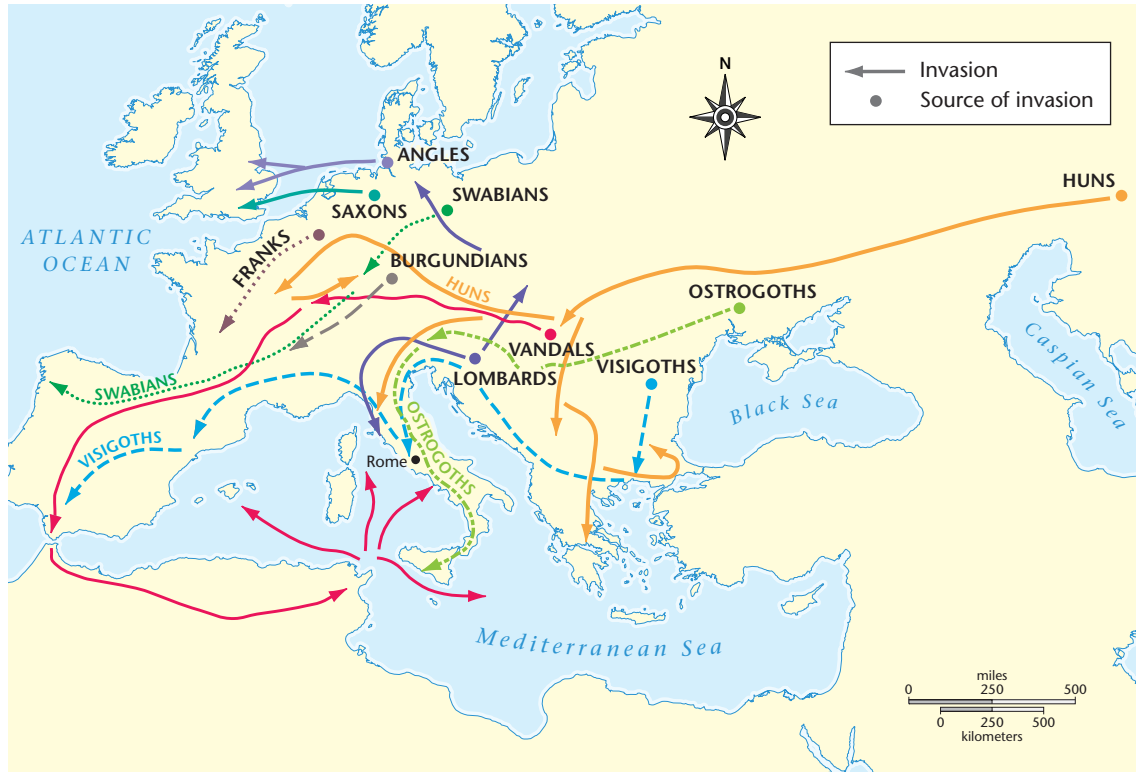 N
Invasion
Source of invasion
ANGLES
SAXONS
SWABIANS
HUNS
ATLANTIC
OCEAN
FRANKS
BURGUNDIANS
HUNS
OSTROGOTHS
VANDALS
LOMBARDS
VISIGOTHS
SWABIANS
VISIGOTHS
OSTROGOTHS
Rome
Black Sea
Caspian Sea
Mediterranean Sea
miles
0 250 500
0 250 500
kilometers